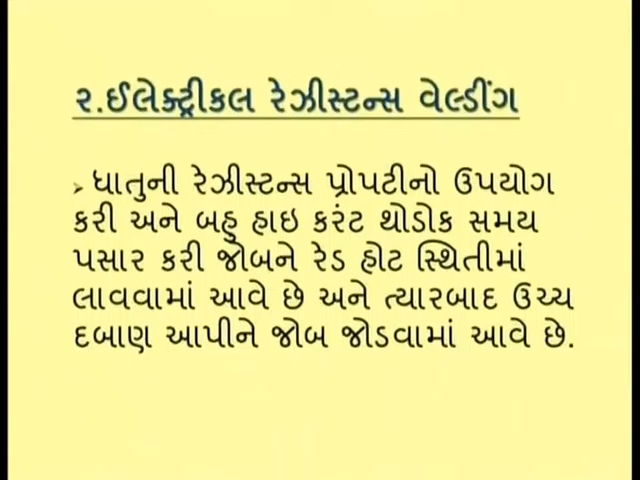 ૨.ઈલેક્ટ્રીકલ રેઝીસ્ટન્સ વેલ્ડીંગ
➢ ધાતુની રેઝીસ્ટન્સ પ્રોપટીનો ઉપયોગ
કરી અને બહુ હાઇ કરંટ થોડોક સમય
પસાર કરી જોબને રેડ હોટ સ્થિતીમાં
લાવવામાં આવે છે અને ત્યારબાદ ઉચ્ચ
દબાણ આપીને જોબ જોડવામાં આવે છે.